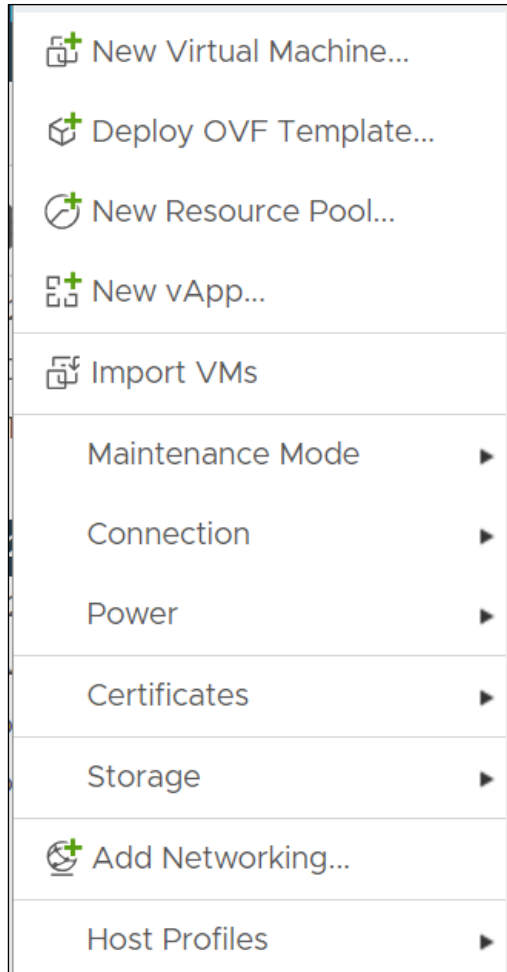 New Virtual Machine...
Deploy OVF Template...
New Resource Pool...
New vApp...
Import VMs
Maintenance Mode
Connection
Power
Certificates
Storage
Add Networking...
Host Profiles